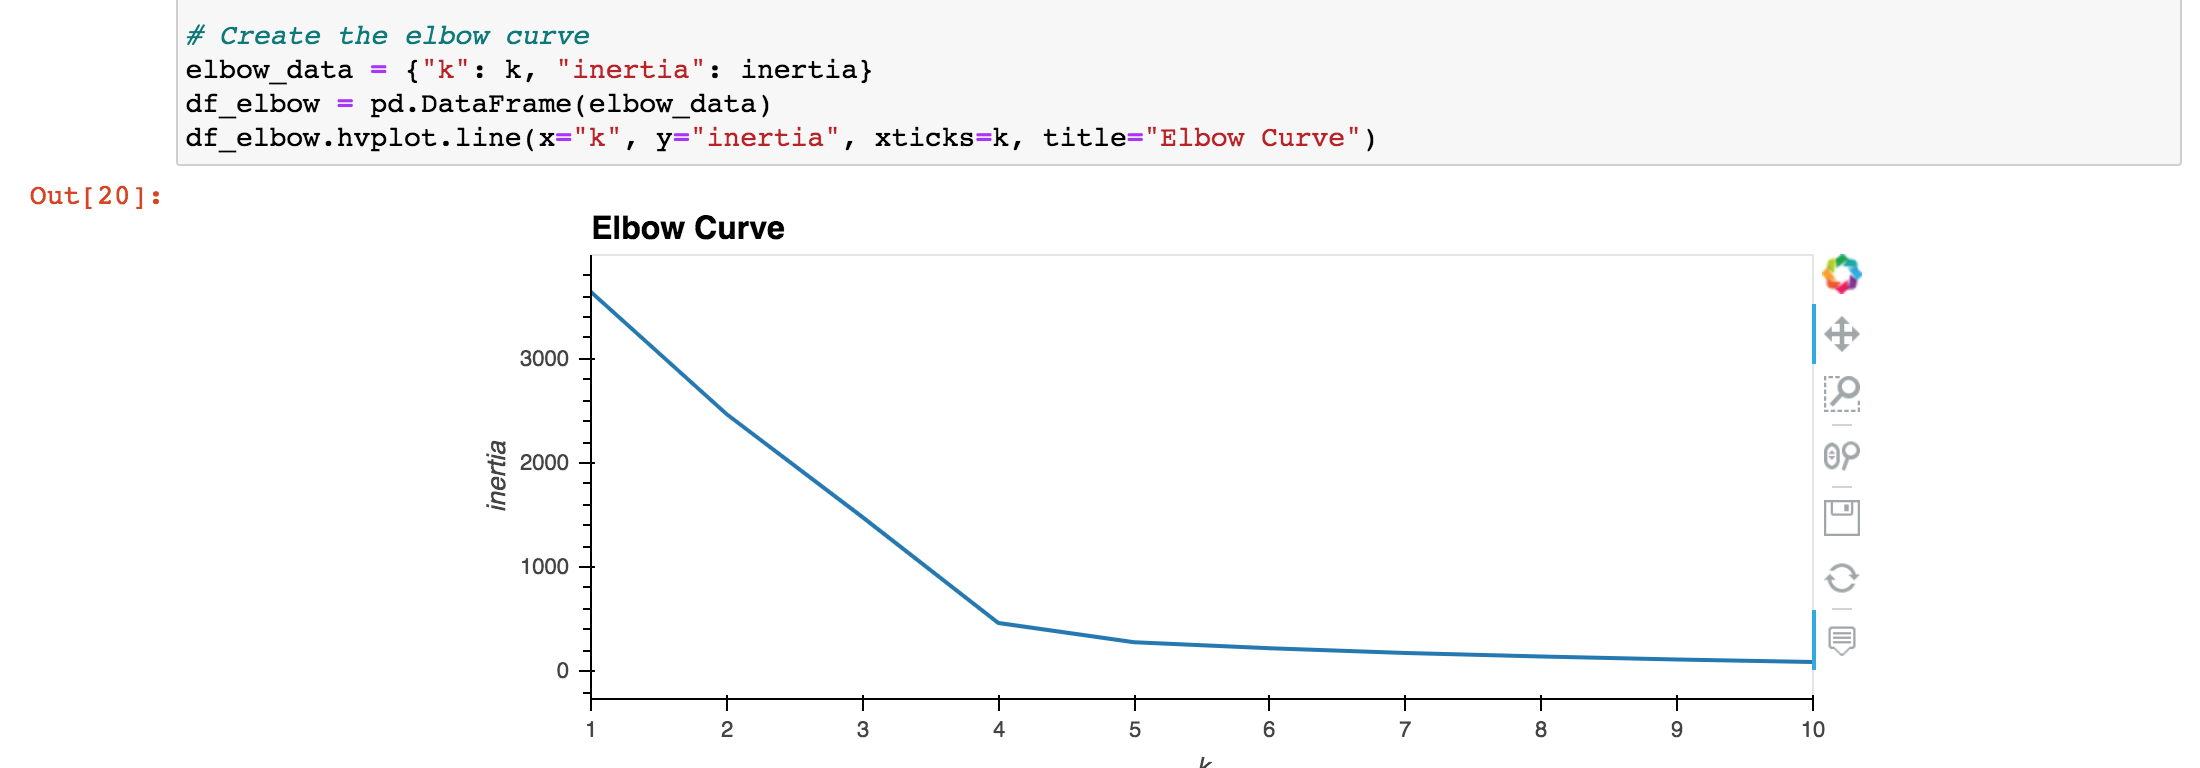 # Create the elbow curve
elbow_data = {"k": k, "inertia": inertia}
df_elbow = pd.DataFrame(elbow_data)
df_elbow.hvplot.line(x="k", y="inertia", xticks=k, title="Elbow Curve")
Out[20]:
Elbow Curve
3000
2000
1000
0
inertia
1 2 3 4 5 6 7 8 9 10
k